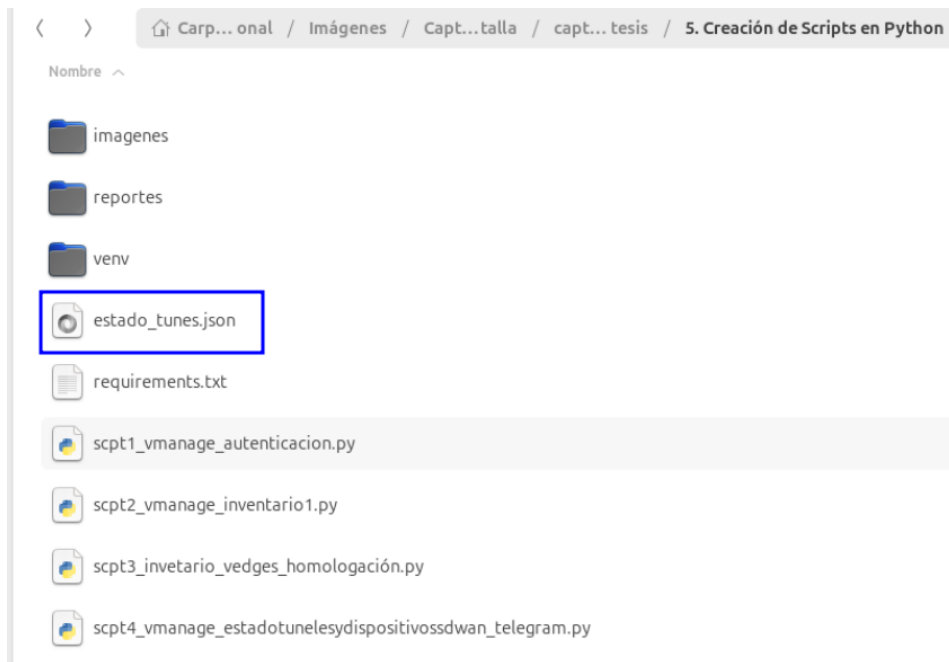 Carp... onal / Imágenes / Capt...talla / capt... tesis / 5. Creación de Scripts en Python
Nombre
imagenes
reportes
venv
estado_tunes.json
requirements.txt
scpt1_vmanage_autenticacion.py
scpt2_vmanage_inventario1.py
scpt3_invetario_vedges_homologación.py
scpt4_vmanage_estadotunelesydispositivossdwan_telegram.py